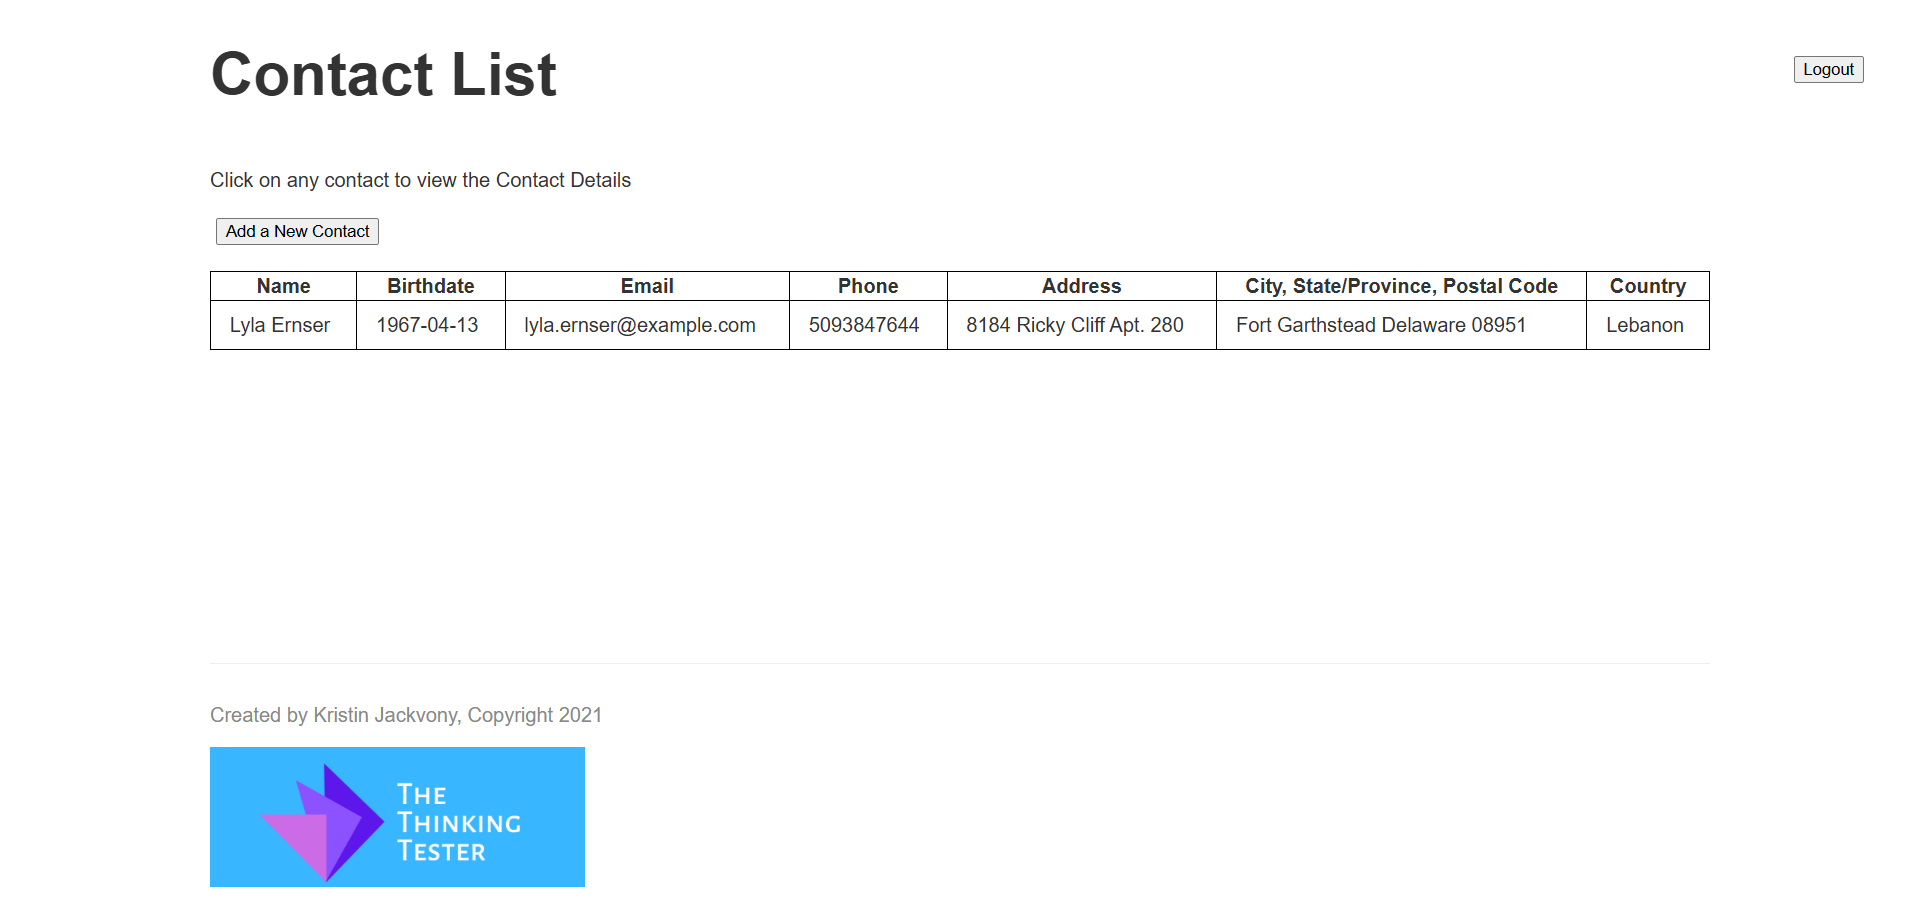 Contact List
Logout
Click on any contact to view the Contact Details
Add a New Contact
Name Birthdate Email Phone Address City, State/Province, Postal Code Country
Lyla Ernser 1967-04-13 lyla.ernser@example.com 5093847644 8184 Ricky Cliff Apt. 280 Fort Garthstead Delaware 08951 Lebanon
Created by Kristin Jackvony, Copyright 2021
THE
THINKING
TESTER